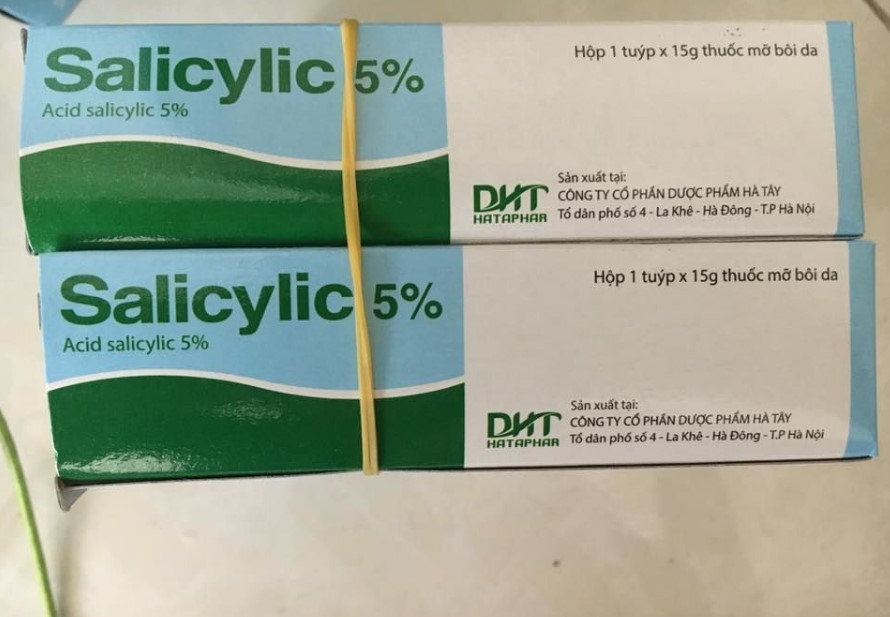 Salicylic 5%
Acid salicylic 5%
Hộp 1 tuýp x 15g thuốc mỡ bôi da
DHT
HATAPHAR
Sản xuất tại:
CÔNG TY CỔ PHẦN DƯỢC PHẨM HÀ TÂY
Tổ dân phố số 4 - La Khê - Hà Đông - T.P Hà Nội
Salicylic 5%
Acid salicylic 5%
Hộp 1 tuýp x 15g thuốc mỡ bôi da
DHT
HATAPHAR
Sản xuất tại:
CÔNG TY CỔ PHẦN DƯỢC PHẨM HÀ TÂY
Tổ dân phố số 4 - La Khê - Hà Đông - T.P Hà Nội